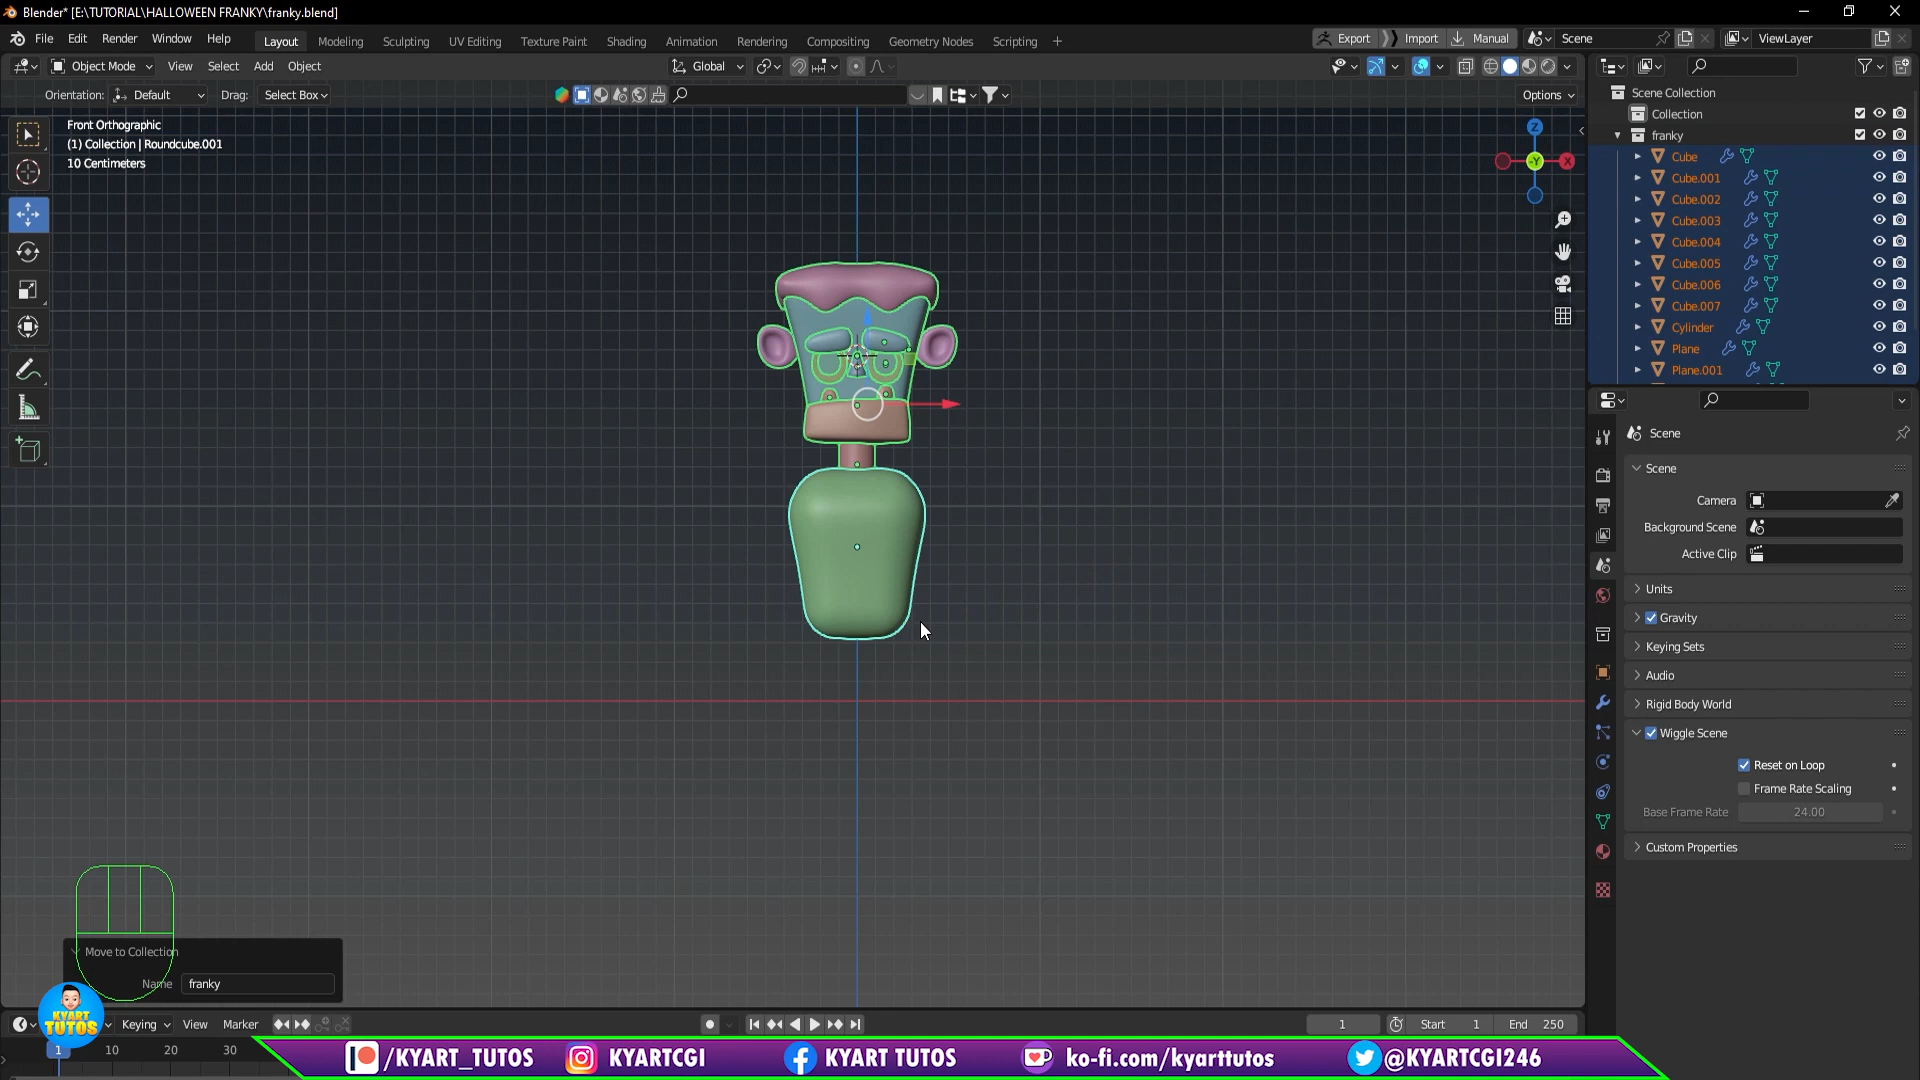 Blender* [E:\TUTORIAL\HALLOWEEN FRANKY\franky.blend]
File Edit Render Window Help Layout Modeling Sculpting UV Editing Texture Paint Shading Animation Rendering Compositing Geometry Nodes Scripting + Export Import Manual Scene ViewLayer
Object Mode View Select Add Object Global
Orientation: Default Drag: Select Box Options
Front Orthographic
(1) Collection | Roundcube.001
10 Centimeters
Z
X
-Y
Scene Collection
Collection
franky
Cube
Cube.001
Cube.002
Cube.003
Cube.004
Cube.005
Cube.006
Cube.007
Cylinder
Plane
Plane.001
Scene
Scene
Camera
Background Scene
Active Clip
Units
Gravity
Keying Sets
Audio
Rigid Body World
Wiggle Scene
Reset on Loop
Frame Rate Scaling
Base Frame Rate 24.00
Custom Properties
Move to Collection
Name franky
KYART TUTOS
Keying View Marker 1 Start 1 End 250
1 10 20 30
/KYART_TUTOS KYARTCGI KYART TUTOS ko-fi.com/kyarttutos @KYARTCGI246